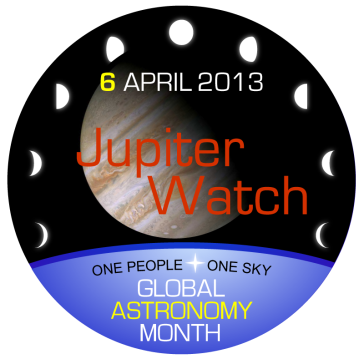 6 APRIL 2013
Jupiter
Watch
ONE PEOPLE ONE SKY
GLOBAL
ASTRONOMY
MONTH